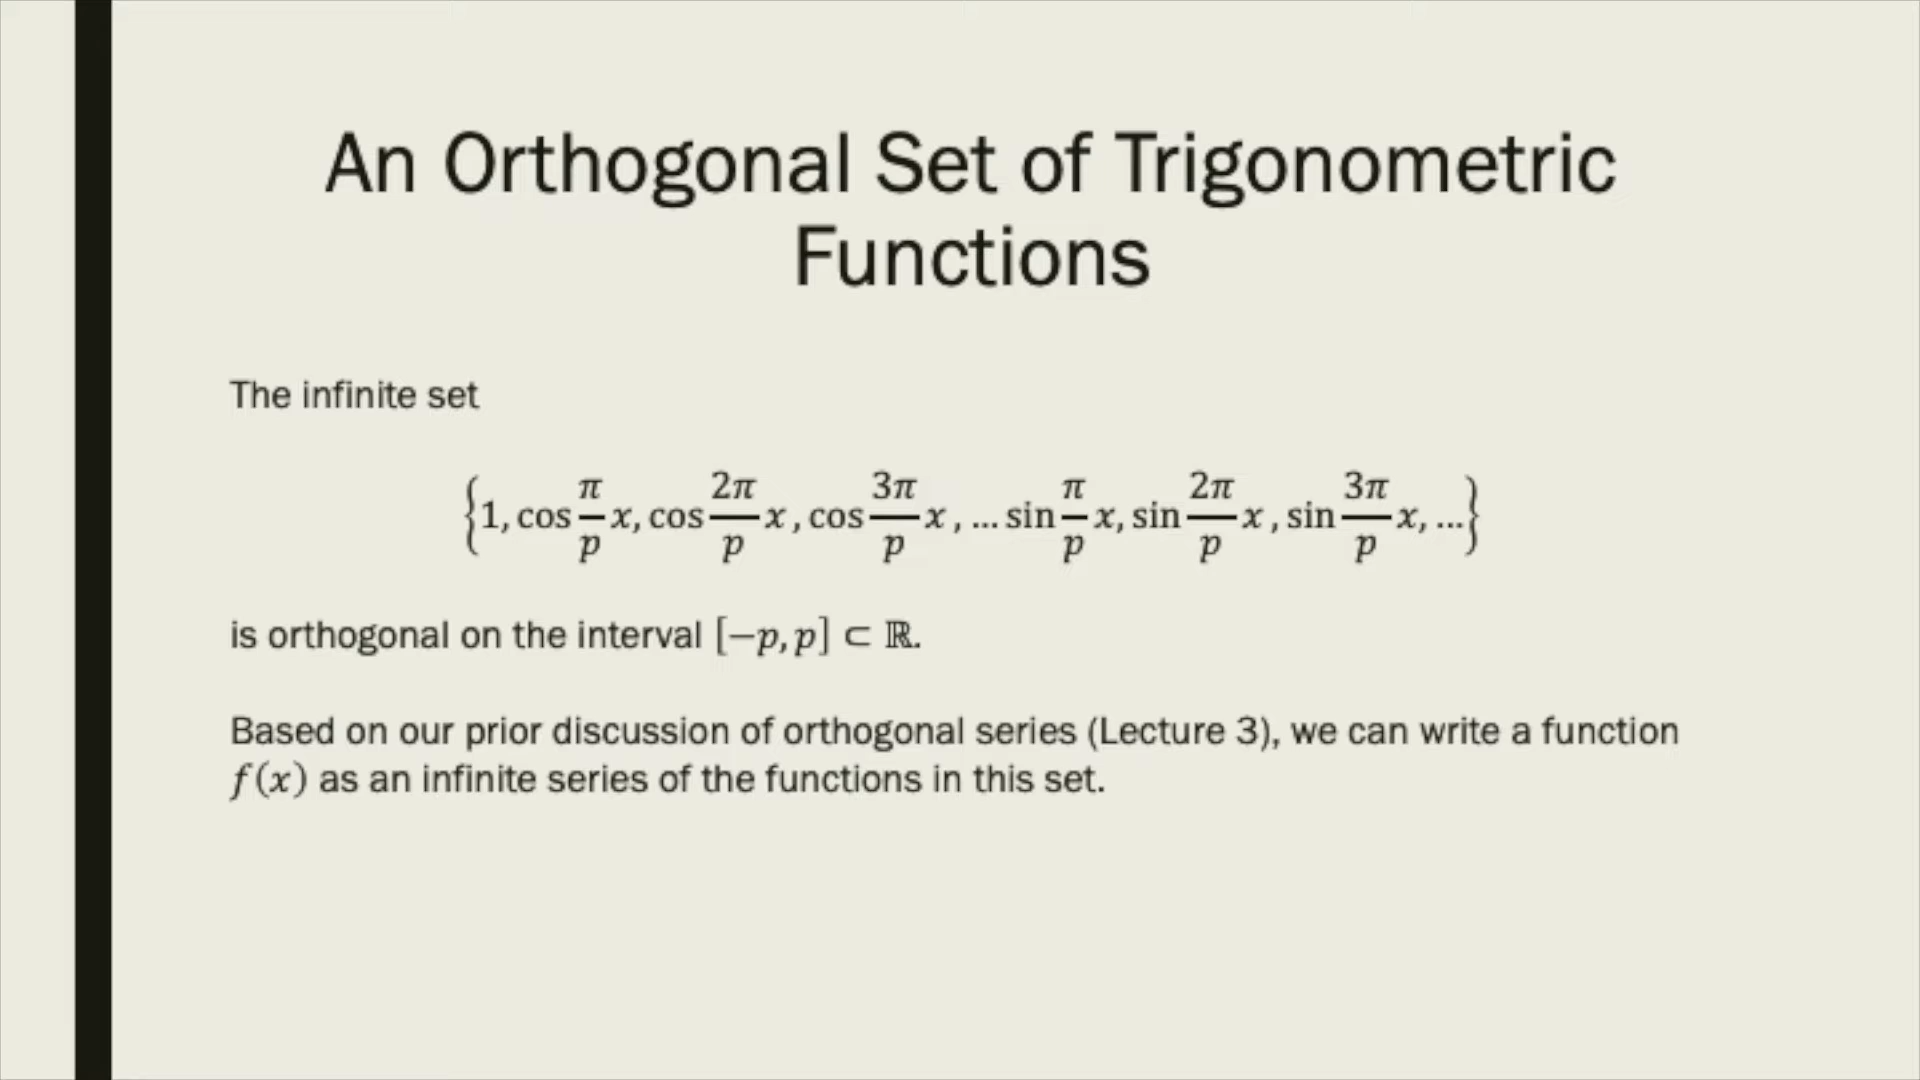 An Orthogonal Set of Trigonometric
Functions
The infinite set
{1, cos π/p x, cos 2π/p x, cos 3π/p x, ... sin π/p x, sin 2π/p x, sin 3π/p x, ...}
is orthogonal on the interval [−p, p] ⊂ ℝ.
Based on our prior discussion of orthogonal series (Lecture 3), we can write a function
f(x) as an infinite series of the functions in this set.